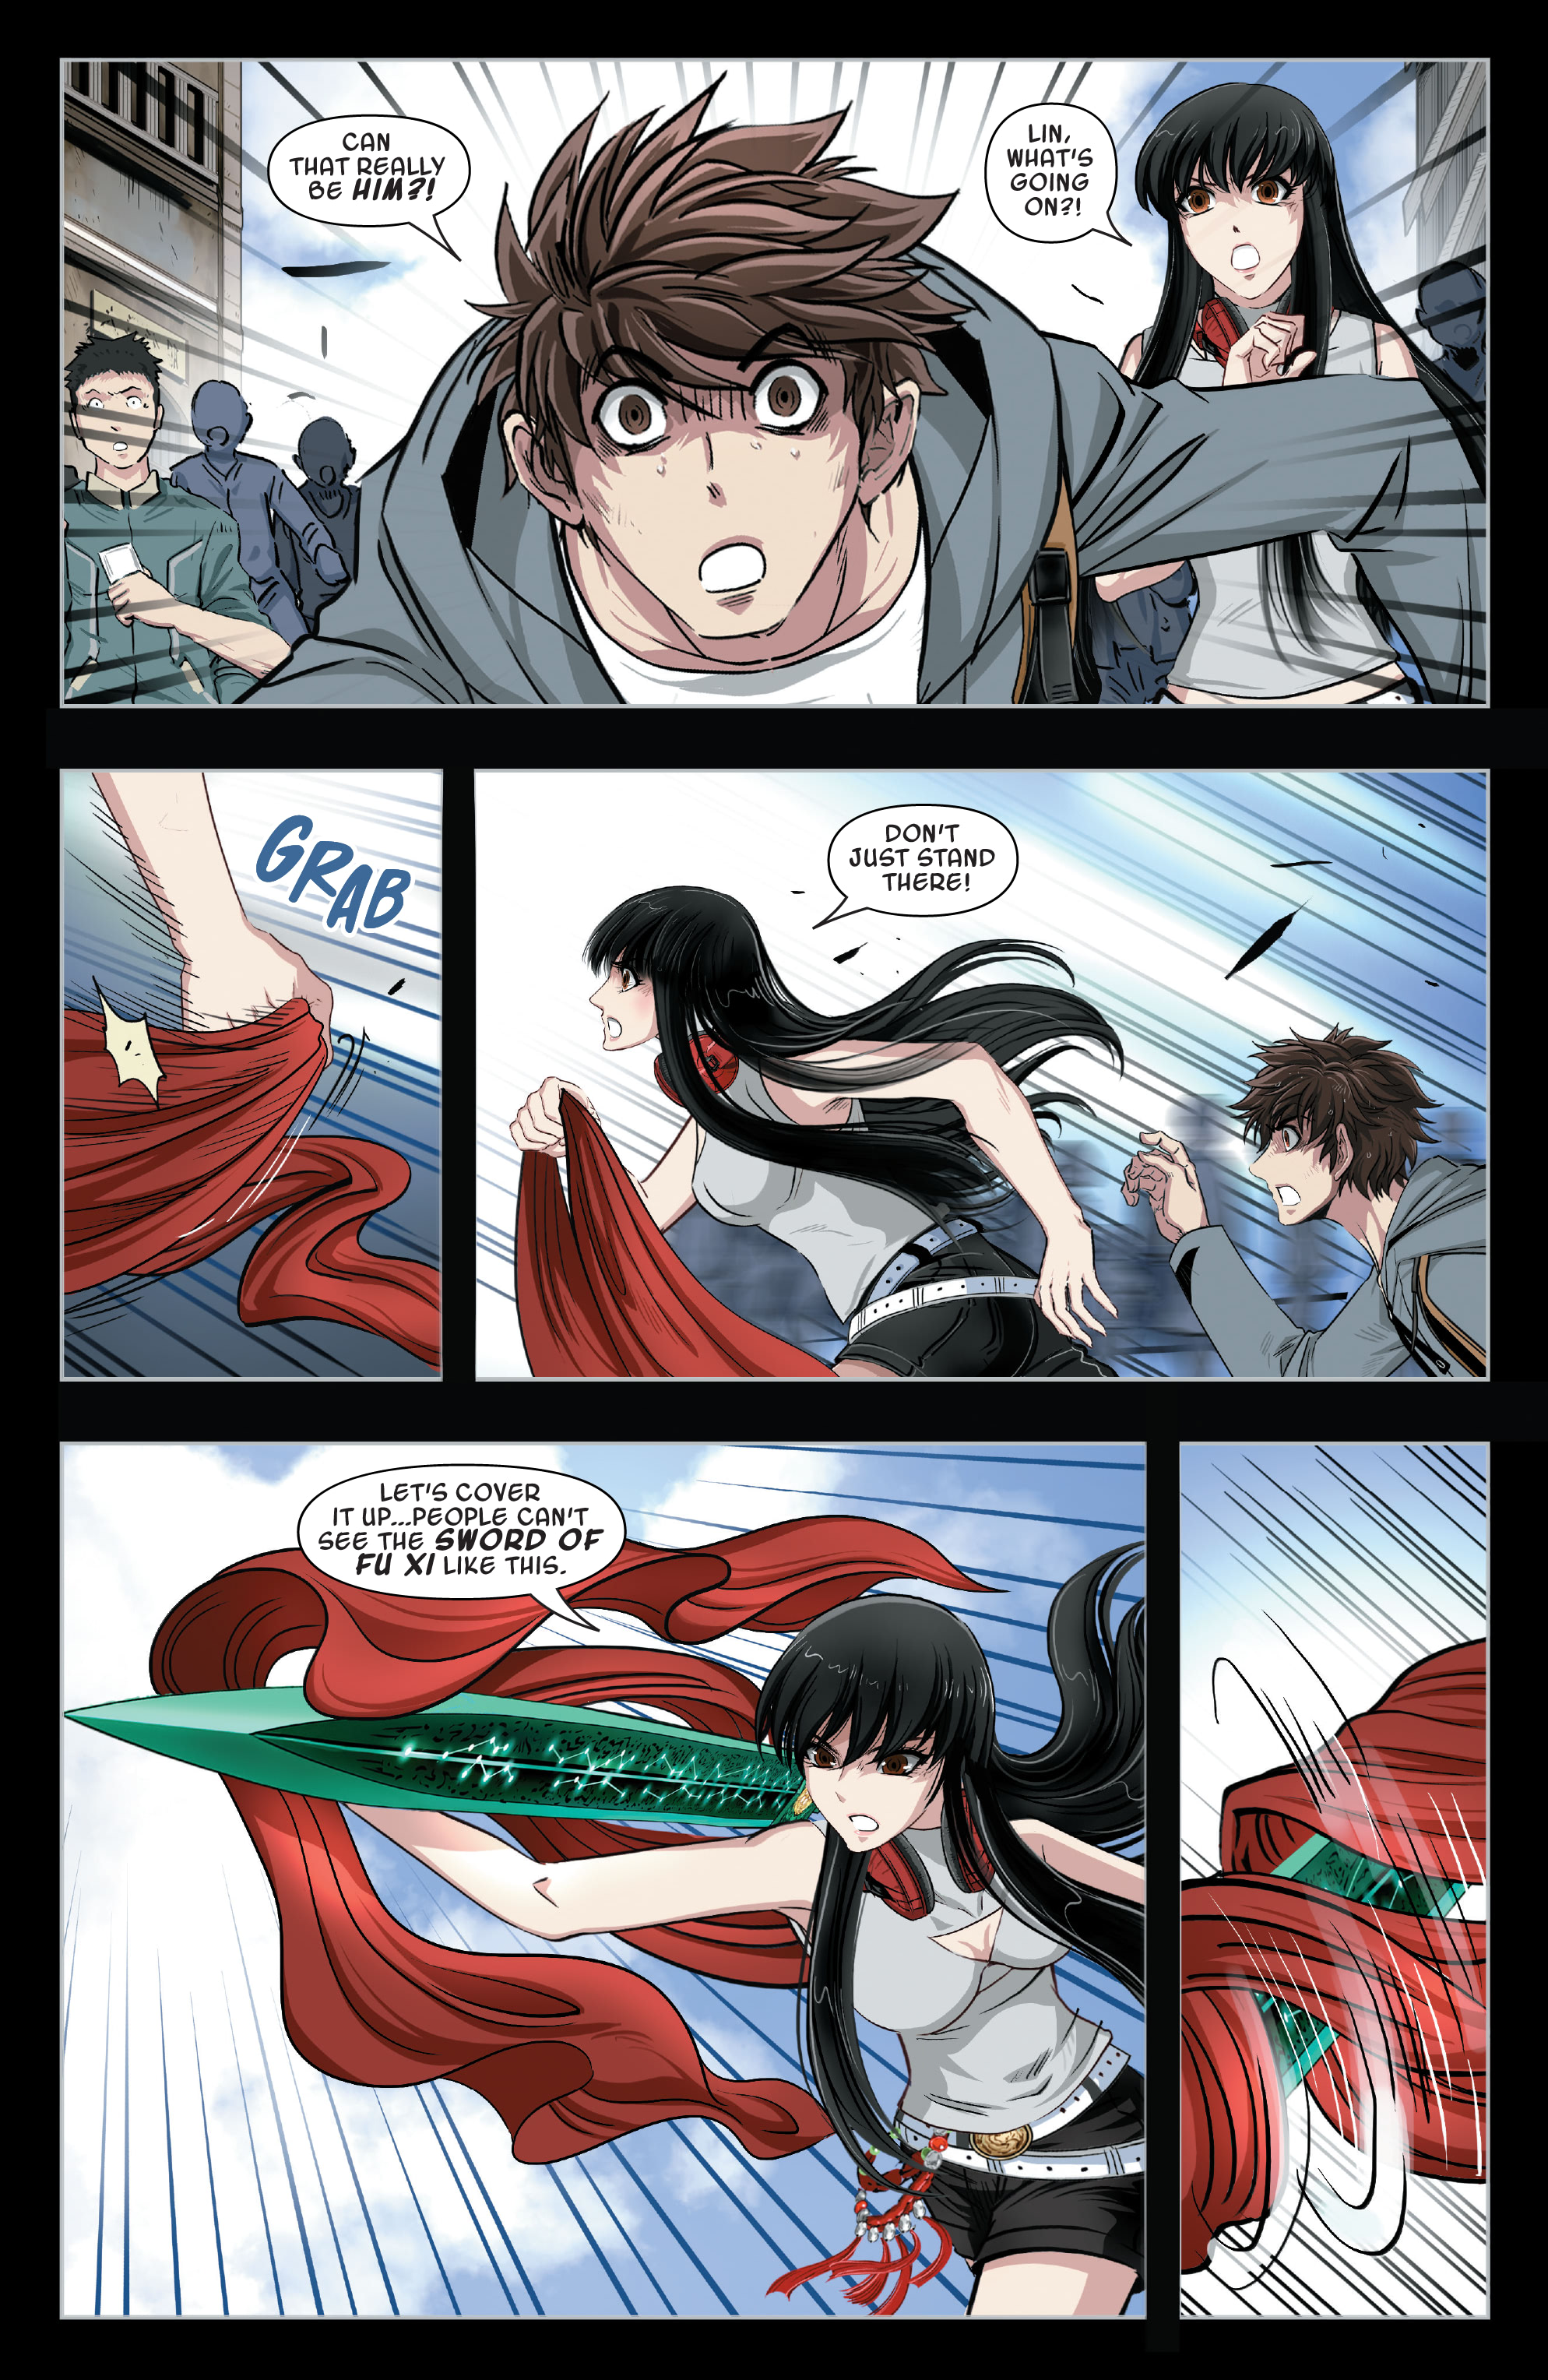 CAN
THAT REALLY
BE HIM?!
LIN,
WHAT'S
GOING
ON?!
GRAB
DON'T
JUST STAND
THERE!
LET'S COVER
IT UP...PEOPLE CAN'T
SEE THE SWORD OF
FU XI LIKE THIS.